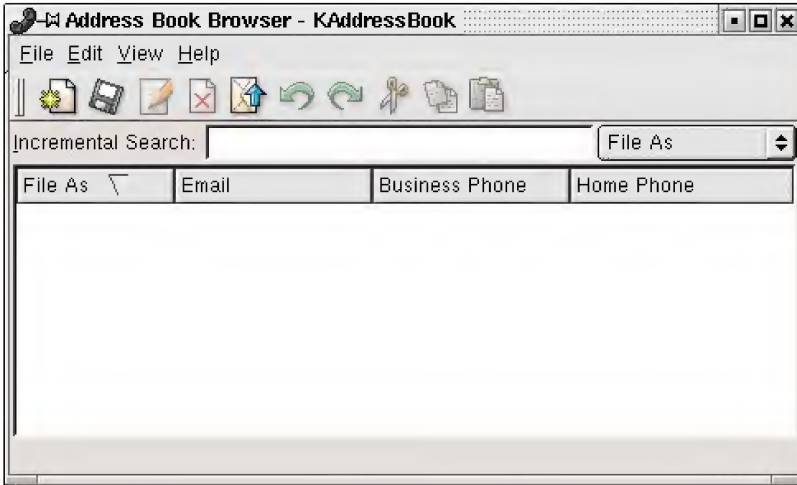 Address Book Browser - KAddressBook
File Edit View Help
Incremental Search: File As
File As Email Business Phone Home Phone